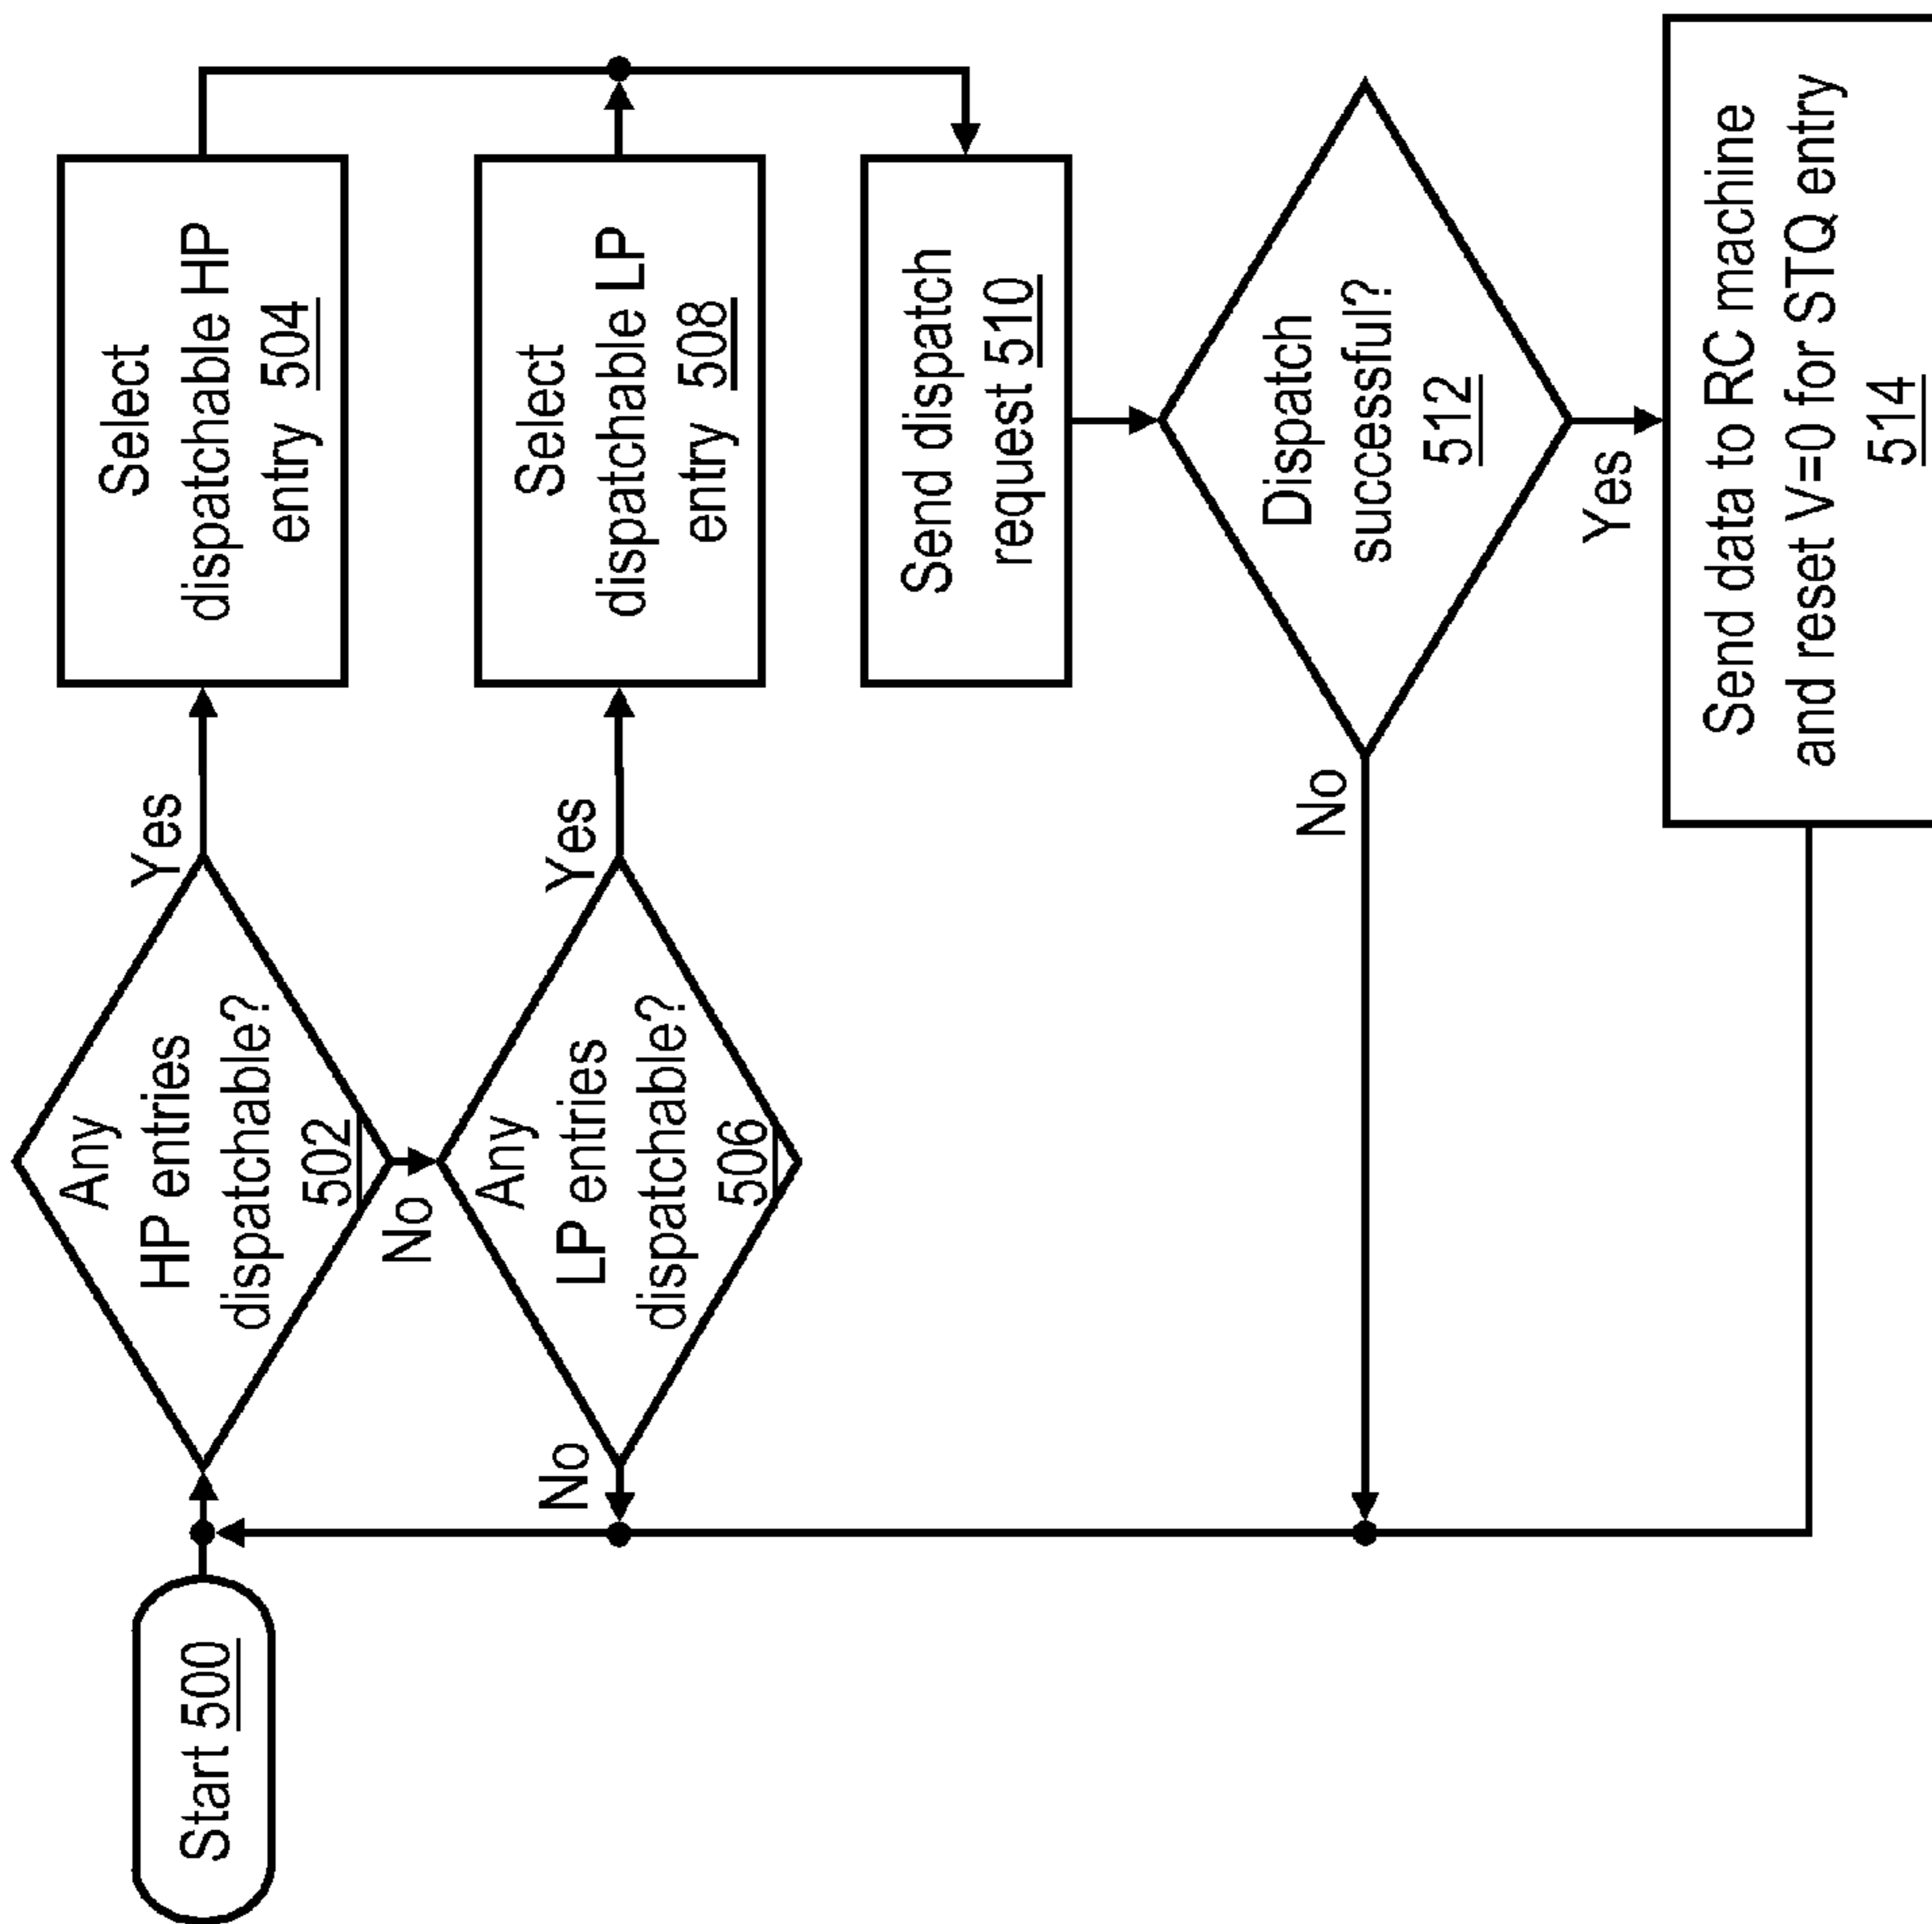 Start 500
Any
HP entries
dispatchable?
502
Yes
No
Select
dispatchable HP
entry 504
Any
LP entries
dispatchable?
506
Yes
No
Select
dispatchable LP
entry 508
Send dispatch
request 510
Dispatch
successful?
512
No
Yes
Send data to RC machine
and reset V=0 for STQ entry
514